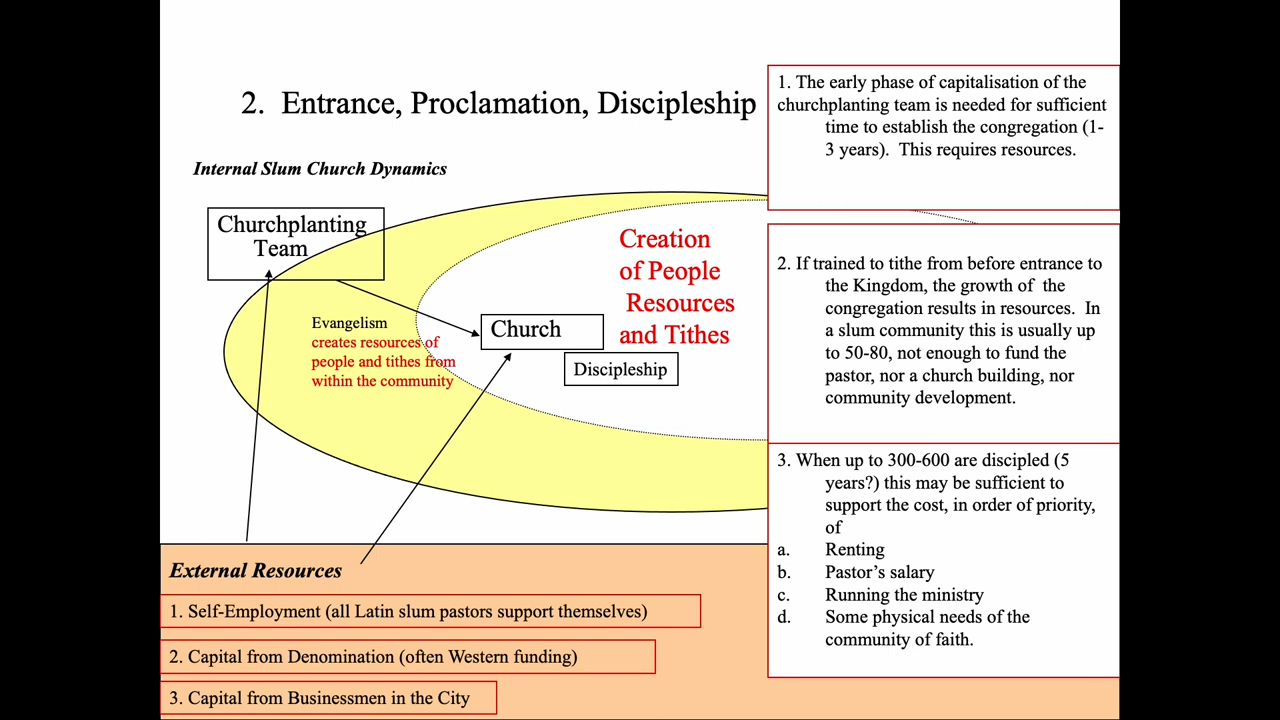 2. Entrance, Proclamation, Discipleship
Internal Slum Church Dynamics
Churchplanting
Team
Evangelism
creates resources of
people and tithes from
within the community
Church
Discipleship
Creation
of People
Resources
and Tithes
1. The early phase of capitalisation of the
churchplanting team is needed for sufficient
time to establish the congregation (1-
3 years). This requires resources.
2. If trained to tithe from before entrance to
the Kingdom, the growth of the
congregation results in resources. In
a slum community this is usually up
to 50-80, not enough to fund the
pastor, nor a church building, nor
community development.
3. When up to 300-600 are discipled (5
years?) this may be sufficient to
support the cost, in order of priority,
of
a. Renting
b. Pastor’s salary
c. Running the ministry
d. Some physical needs of the
community of faith.
External Resources
1. Self-Employment (all Latin slum pastors support themselves)
2. Capital from Denomination (often Western funding)
3. Capital from Businessmen in the City